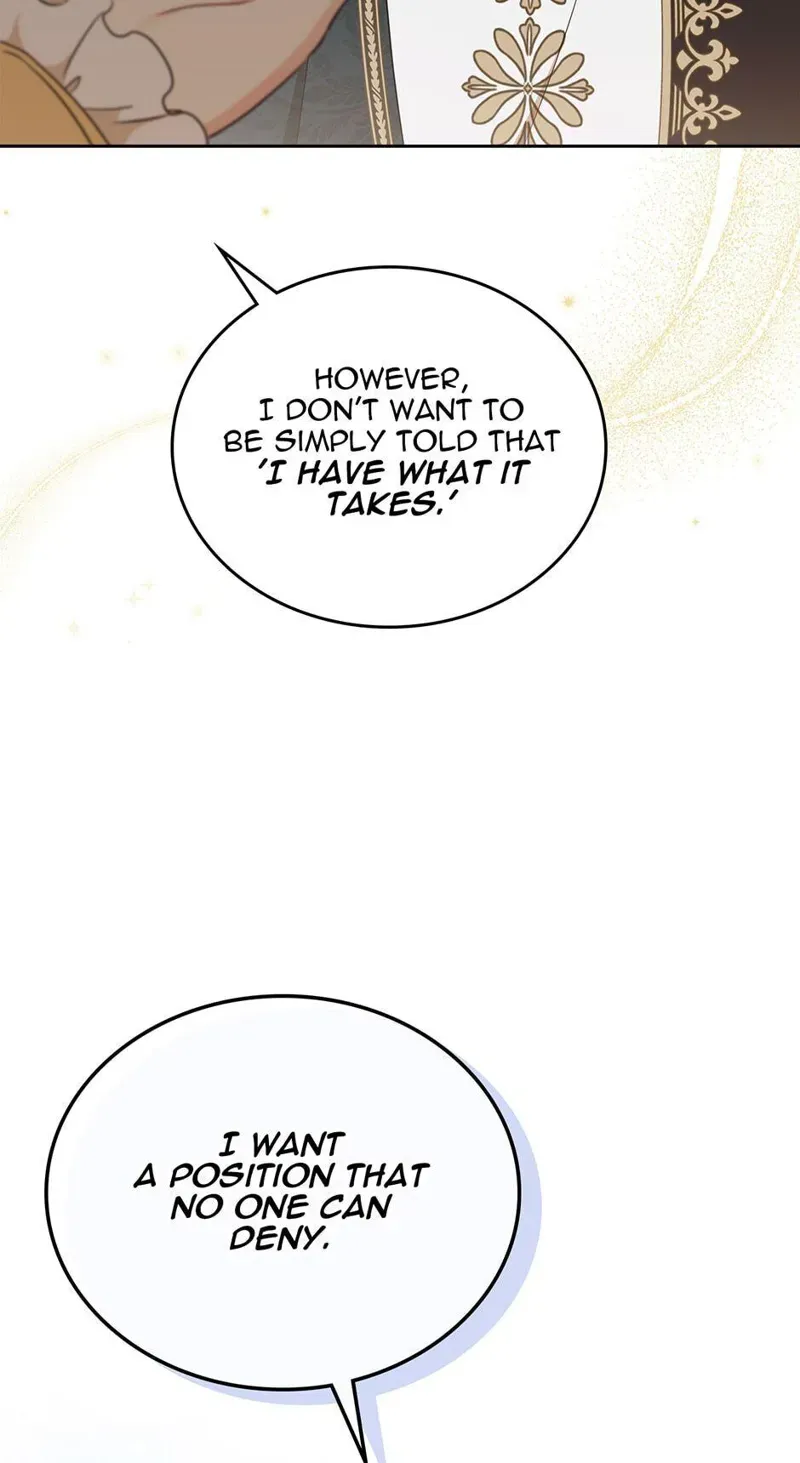 HOWEVER,
I DON'T WANT TO
BE SIMPLY TOLD THAT
'I HAVE WHAT IT
TAKES.'
I WANT
A POSITION THAT
NO ONE CAN
DENY.